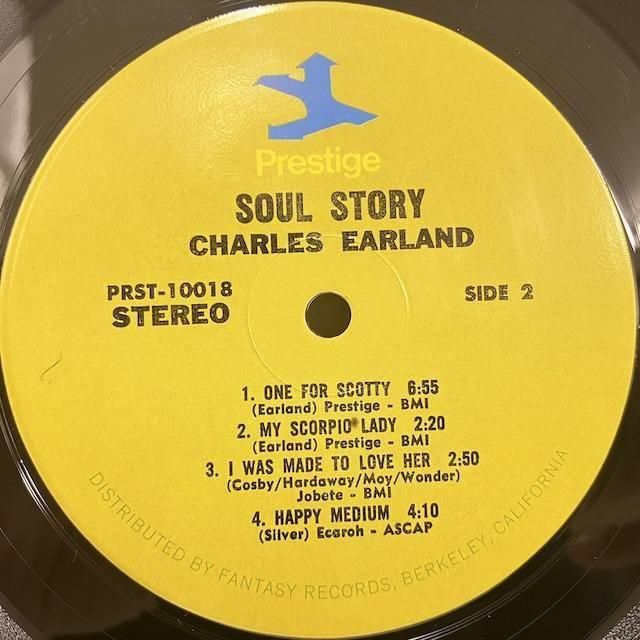 Prestige
SOUL STORY
CHARLES EARLAND
PRST-10018
STEREO
SIDE 2
1. ONE FOR SCOTTY 6:55
(Earland) Prestige - BMI
2. MY SCORPIO LADY 2:20
(Earland) Prestige - BMI
3. I WAS MADE TO LOVE HER 2:50
(Cosby/Hardaway/Moy/Wonder)
Jobete - BMI
4. HAPPY MEDIUM 4:10
(Silver) Ecaroh - ASCAP
DISTRIBUTED BY FANTASY RECORDS, BERKELEY, CALIFORNIA